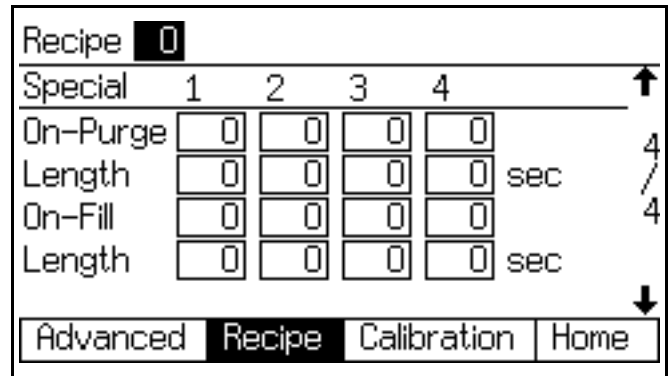 Recipe 0
Special 1 2 3 4
On-Purge 0 0 0 0
Length 0 0 0 0 sec
On-Fill 0 0 0 0
Length 0 0 0 0 sec
4/4
Advanced Recipe Calibration Home